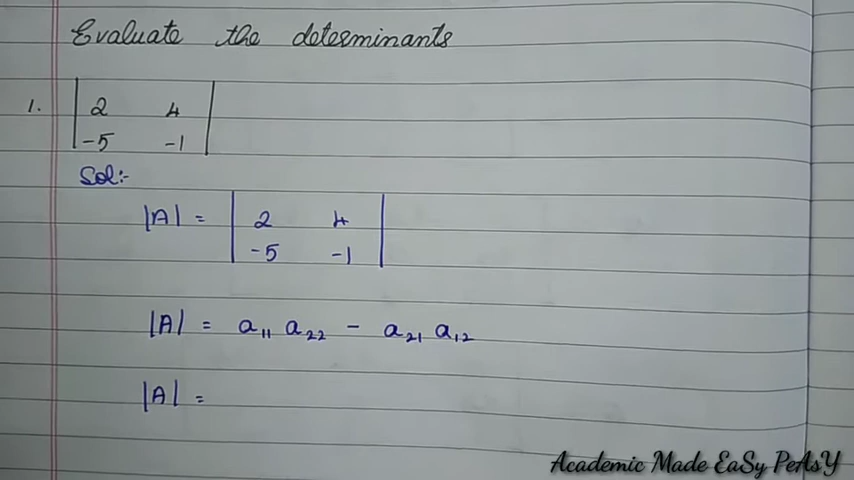 Evaluate the determinants
1. | 2 4 |
| -5 -1 |
Sol:-
|A| = | 2 4 |
| -5 -1 |
|A| = a₁₁ a₂₂ - a₂₁ a₁₂
|A| =
Academic Made EaSy PeAsY